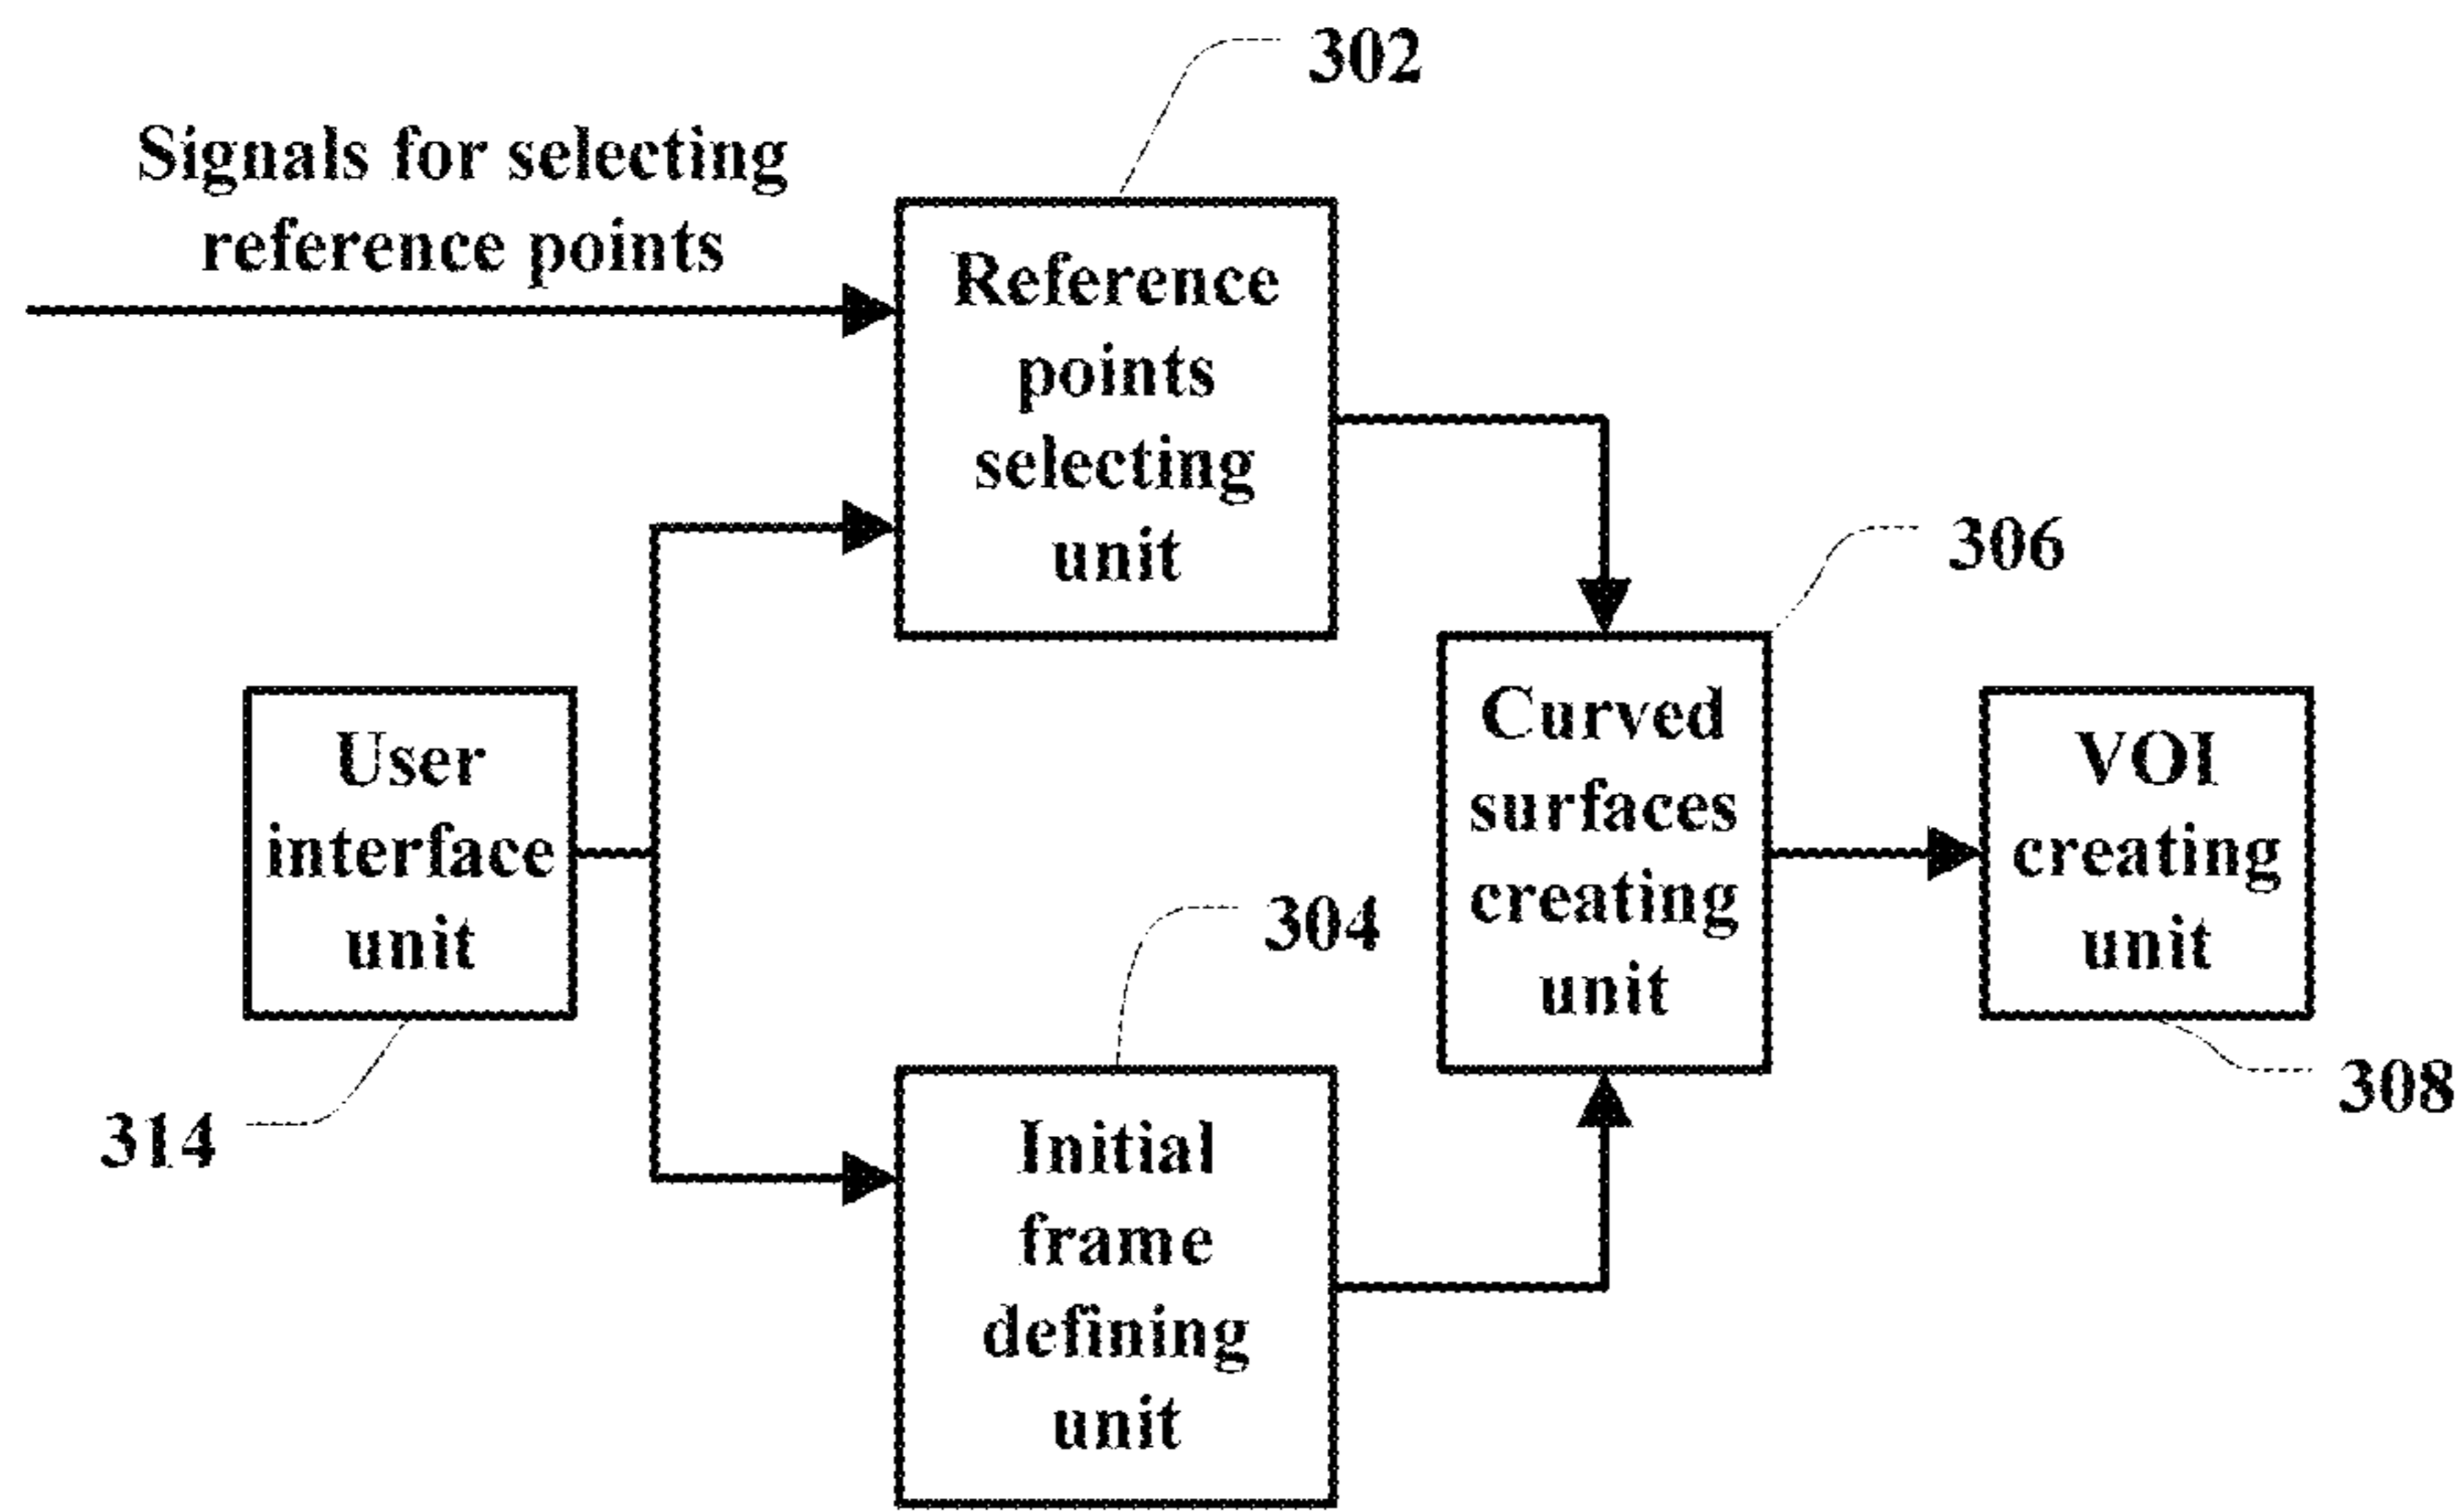 302
Signals for selecting
reference points
Reference
points
selecting
unit
306
User
interface
unit
314
Curved
surfaces
creating
unit
VOI
creating
unit
308
304
Initial
frame
defining
unit